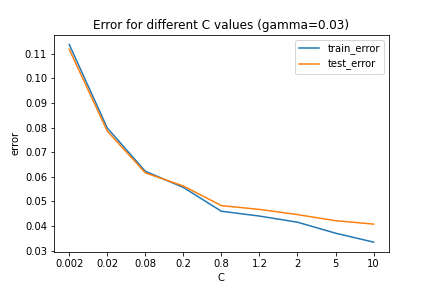 Error for different C values (gamma=0.03)
train_error
test_error
error
0.11
0.10
0.09
0.08
0.07
0.06
0.05
0.04
0.03
0.002 0.02 0.08 0.2 0.8 1.2 2 5 10
C